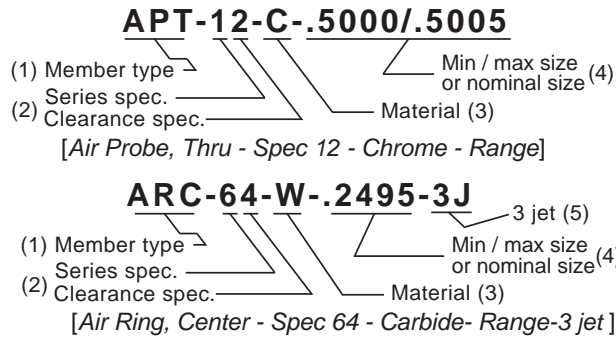 APT-12-C-.5000/.5005
(1) Member type
Min / max size
or nominal size (4)
Series spec.
(2) Clearance spec.
Material (3)
[Air Probe, Thru - Spec 12 - Chrome - Range]
ARC-64-W-.2495-3J
3 jet (5)
(1) Member type
Min / max size
or nominal size (4)
Series spec.
(2) Clearance spec.
Material (3)
[Air Ring, Center - Spec 64 - Carbide- Range-3 jet ]